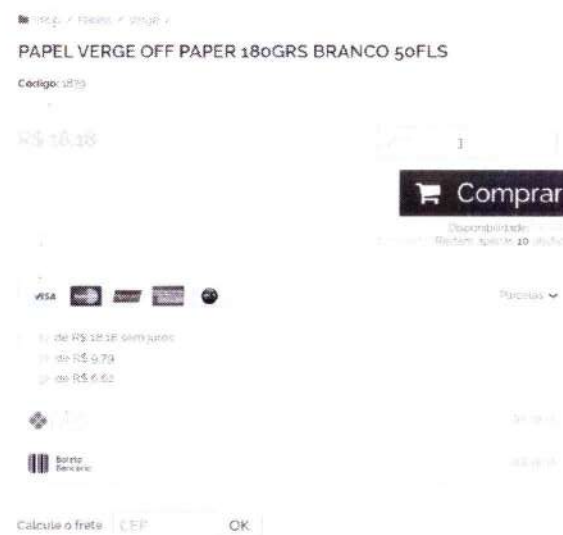 PAPEL VERGE OFF PAPER 180GRS BRANCO 50FLS
Código: 1879
R$ 18,18
1
Comprar
Disponibilidade:
Restam apenas 10
VISA
Parcelas
de R$ 18,18 sem juros
de R$ 9,79
de R$ 6,62
Boleto
Bancário
Calcule o frete CEP OK